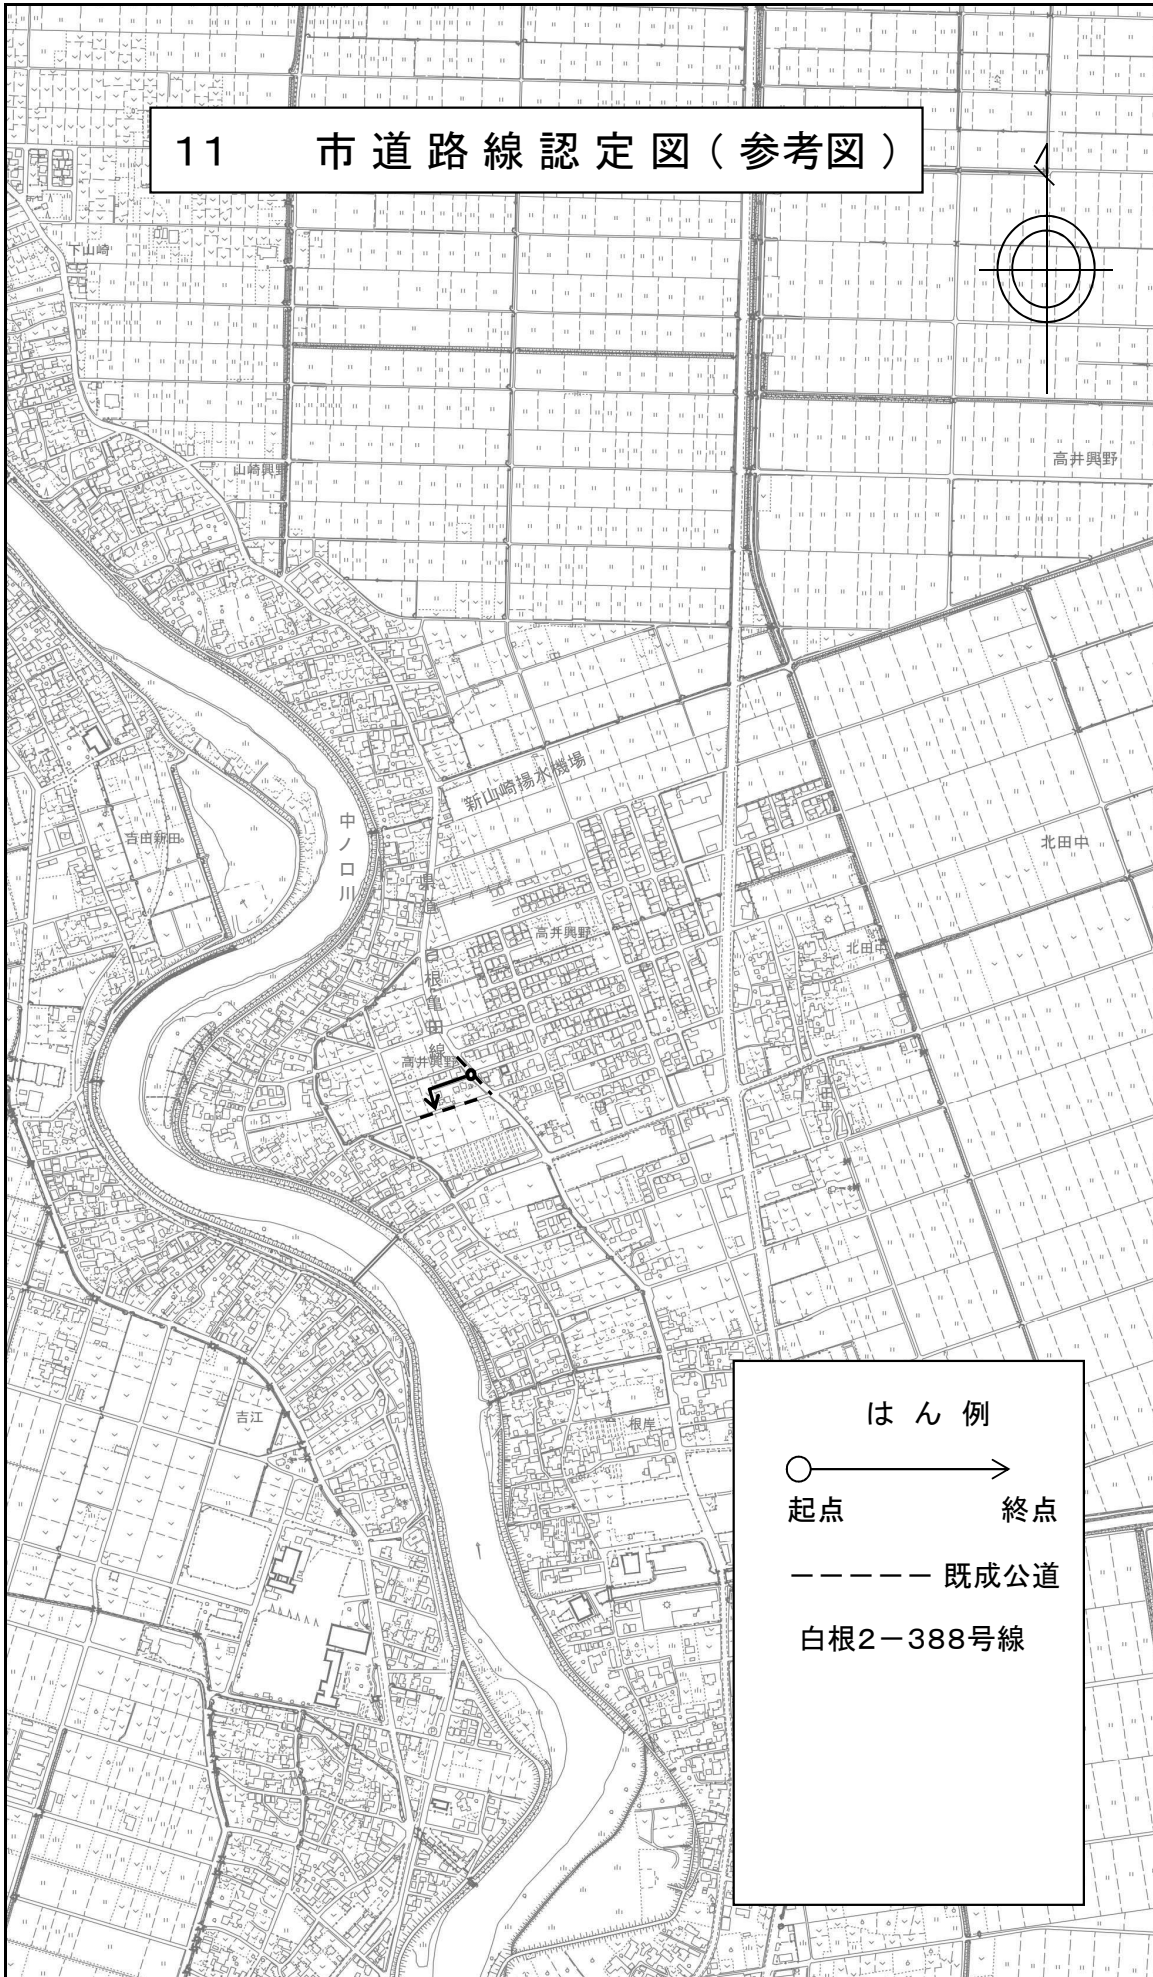 11　市道路線認定図（参考図）
下山崎
山崎興野
高井興野
新山崎揚水機場
中ノ口川
吉田新田
北田中
県道　白根亀田線
高井興野
北田中
高井興野
吉江
根岸
はん例
起点　終点
－－－－－ 既成公道
白根2－388号線